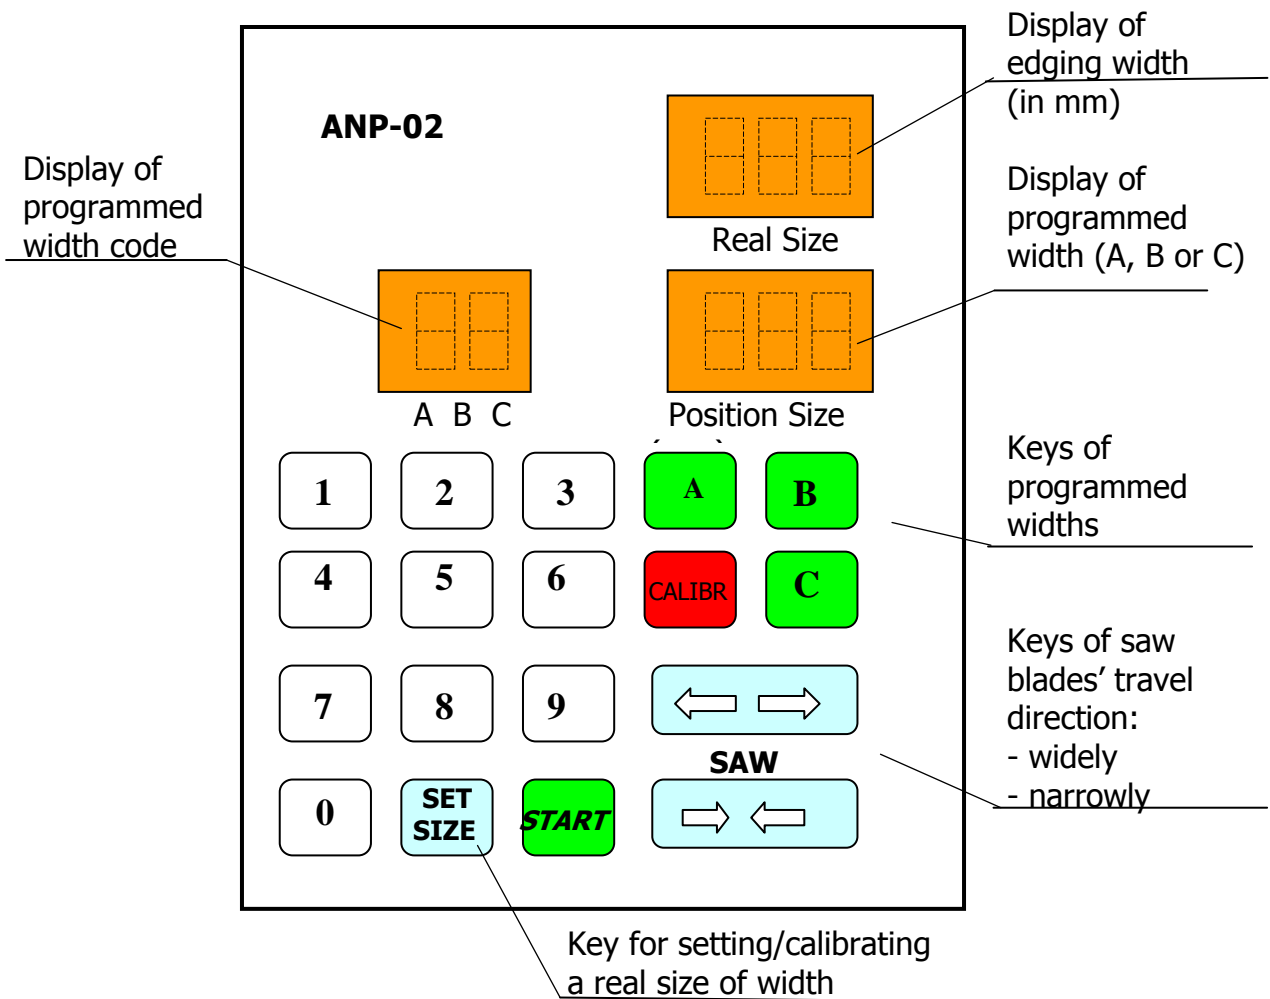 Display of
edging width
(in mm)
ANP-02
Display of
programmed
width code
Real Size
Display of
programmed
width (A, B or C)
A B C
Position Size
1 2 3 A B
Keys of
programmed
widths
4 5 6 CALIBR C
7 8 9
SAW
Keys of saw
blades’ travel
direction:
- widely
- narrowly
0 SET
SIZE START
Key for setting/calibrating
a real size of width